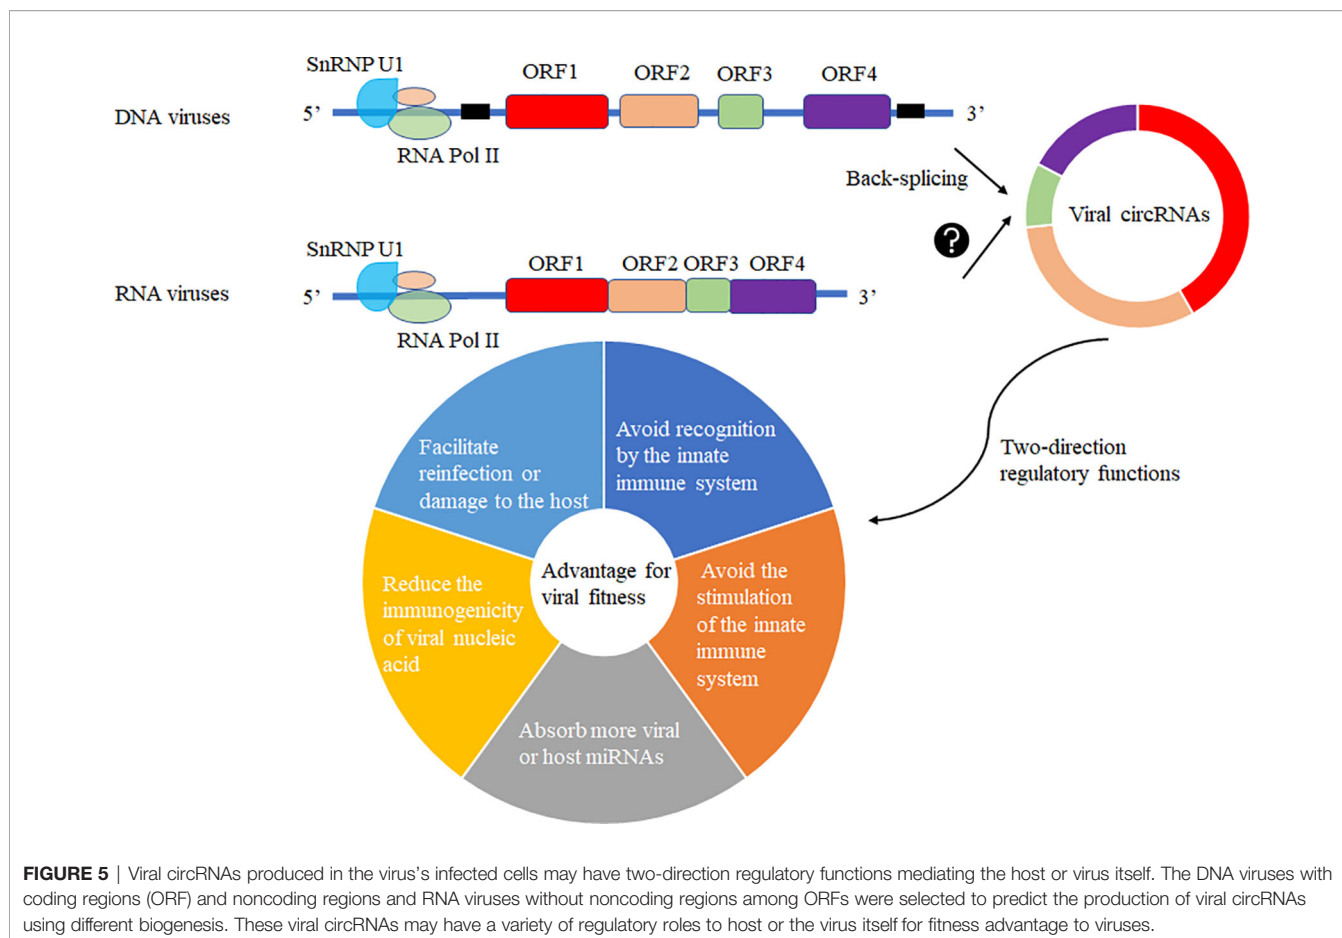 SnRNP U1
ORF1
ORF2
ORF3
ORF4
DNA viruses
5’
3’
RNA Pol II
Back-splicing
Viral circRNAs
?
SnRNP U1
ORF1
ORF2
ORF3
ORF4
RNA viruses
5’
3’
RNA Pol II
Two-direction
regulatory functions
Facilitate
reinfection or
damage to the host
Avoid recognition
by the innate
immune system
Advantage for
viral fitness
Reduce the
immunogenicity
of viral nucleic
acid
Avoid the
stimulation
of the innate
immune
system
Absorb more viral
or host miRNAs
FIGURE 5 | Viral circRNAs produced in the virus’s infected cells may have two-direction regulatory functions mediating the host or virus itself. The DNA viruses with
coding regions (ORF) and noncoding regions and RNA viruses without noncoding regions among ORFs were selected to predict the production of viral circRNAs
using different biogenesis. These viral circRNAs may have a variety of regulatory roles to host or the virus itself for fitness advantage to viruses.